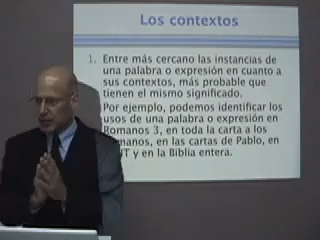 Los contextos
1. Entre más cercano las instancias de
una palabra o expresión en cuanto a
sus contextos, más probable que
tienen el mismo significado.
Por ejemplo, podemos identificar los
usos de una palabra o expresión en
Romanos 3, en toda la carta a los
manos, en las cartas de Pablo, en
NT y en la Biblia entera.